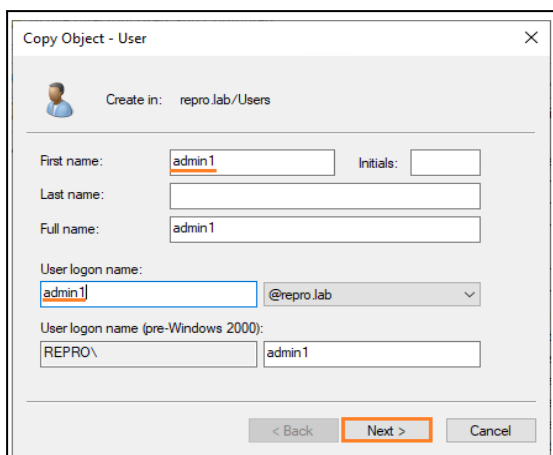 Copy Object - User
Create in: repro.lab/Users
First name: admin1 Initials:
Last name:
Full name: admin1
User logon name:
admin1 @repro.lab
User logon name (pre-Windows 2000):
REPRO\ admin1
< Back Next > Cancel